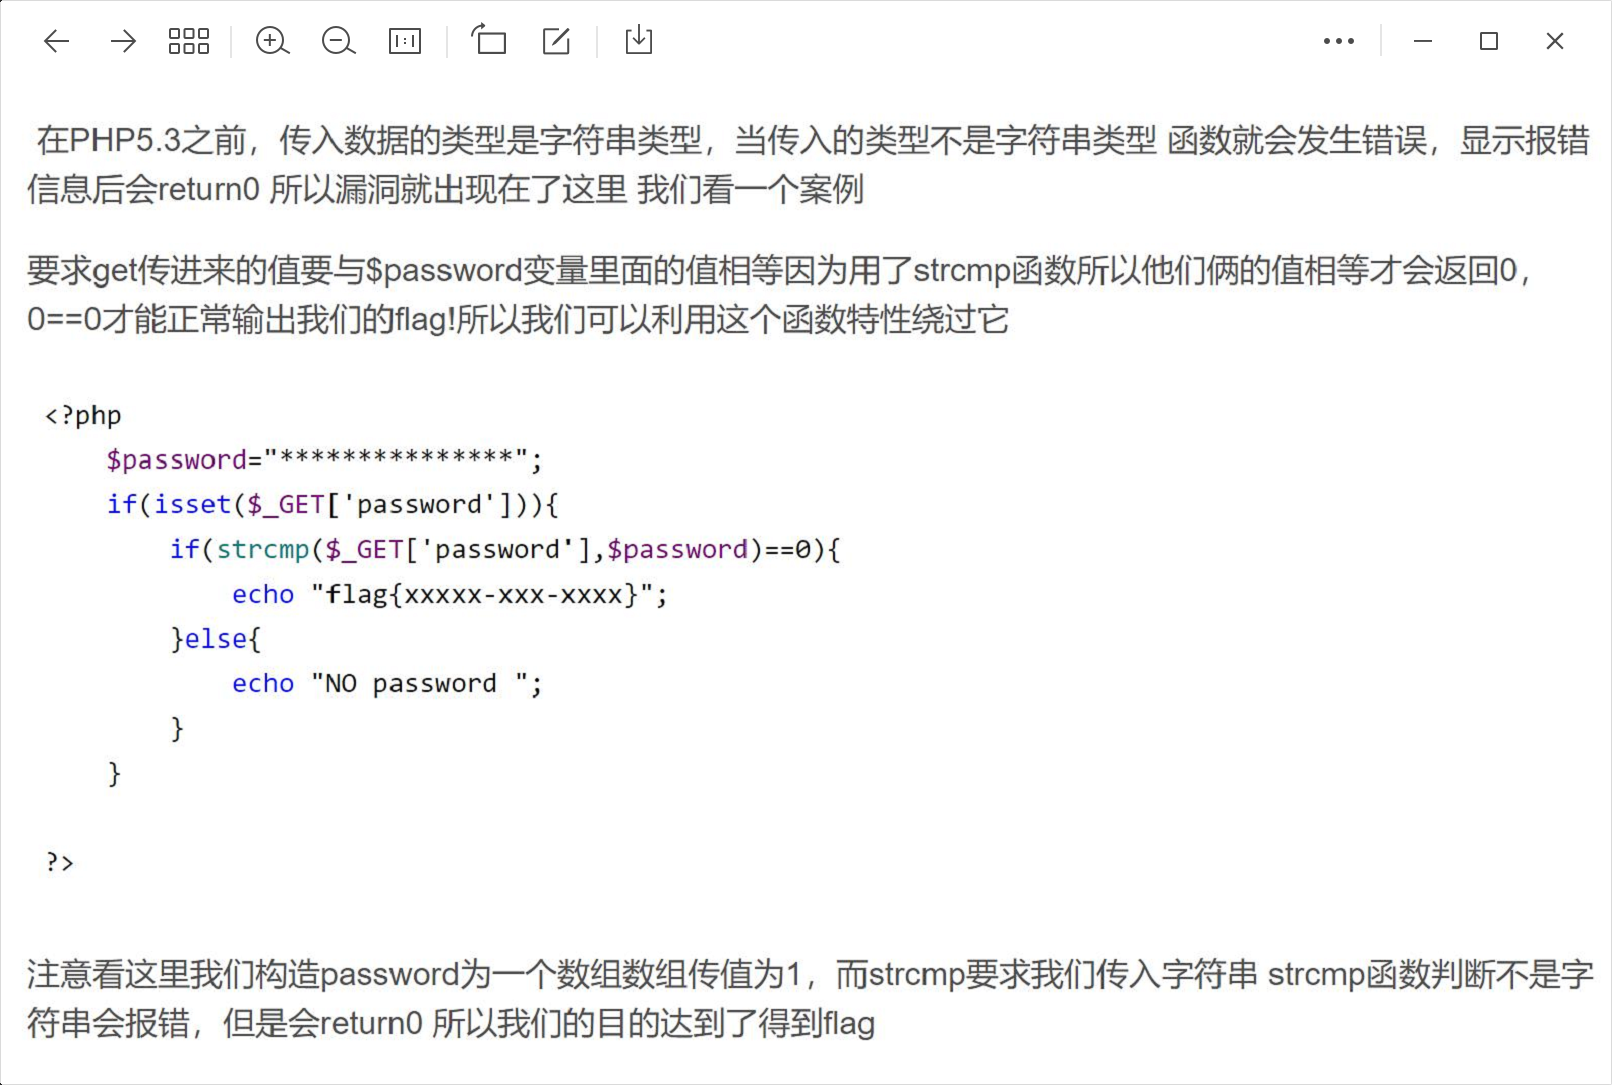 在PHP5.3之前，传入数据的类型是字符串类型，当传入的类型不是字符串类型 函数就会发生错误，显示报错
信息后会return0 所以漏洞就出现在了这里 我们看一个案例
要求get传进来的值要与$password变量里面的值相等因为用了strcmp函数所以他们俩的值相等才会返回0，
0==0才能正常输出我们的flag!所以我们可以利用这个函数特性绕过它
<?php
    $password="***************";
    if(isset($_GET['password'])){
        if(strcmp($_GET['password'],$password)==0){
            echo "flag{xxxxx-xxx-xxxx}";
        }else{
            echo "NO password ";
        }
    }
?>
注意看这里我们构造password为一个数组数组传值为1，而strcmp要求我们传入字符串 strcmp函数判断不是字
符串会报错，但是会return0 所以我们的目的达到了得到flag